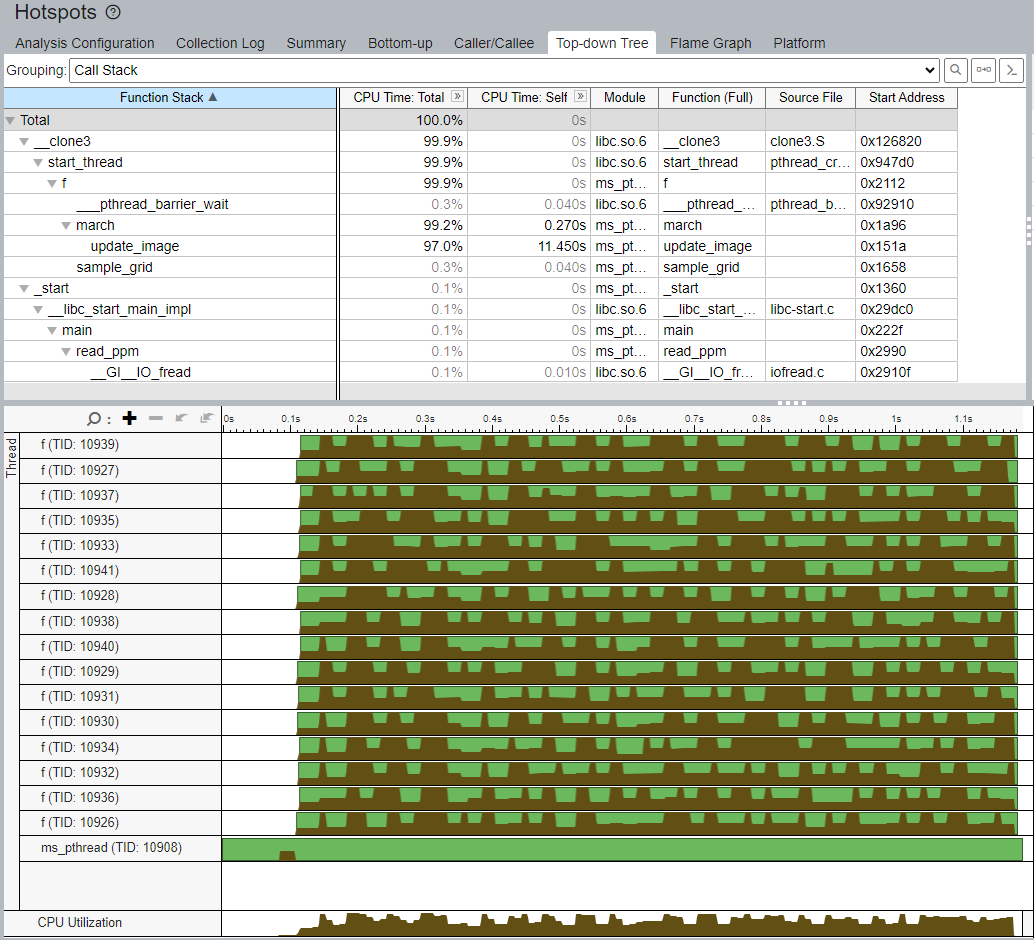 Hotspots ?
Analysis Configuration Collection Log Summary Bottom-up Caller/Callee Top-down Tree Flame Graph Platform
Grouping: Call Stack
Function Stack ▲ CPU Time: Total » CPU Time: Self » Module Function (Full) Source File Start Address
Total 100.0% 0s
__clone3 99.9% 0s libc.so.6 __clone3 clone3.S 0x126820
start_thread 99.9% 0s libc.so.6 start_thread pthread_cr… 0x947d0
f 99.9% 0s ms_pt… f 0x2112
___pthread_barrier_wait 0.3% 0.040s libc.so.6 ___pthread_… pthread_b… 0x92910
march 99.2% 0.270s ms_pt… march 0x1a96
update_image 97.0% 11.450s ms_pt… update_image 0x151a
sample_grid 0.3% 0.040s ms_pt… sample_grid 0x1658
_start 0.1% 0s ms_pt… _start 0x1360
__libc_start_main_impl 0.1% 0s libc.so.6 __libc_start_… libc-start.c 0x29dc0
main 0.1% 0s ms_pt… main 0x222f
read_ppm 0.1% 0s ms_pt… read_ppm 0x2990
__GI__IO_fread 0.1% 0.010s libc.so.6 __GI__IO_fr… iofread.c 0x2910f
0s 0.1s 0.2s 0.3s 0.4s 0.5s 0.6s 0.7s 0.8s 0.9s 1s 1.1s
Thread
f (TID: 10939)
f (TID: 10927)
f (TID: 10937)
f (TID: 10935)
f (TID: 10933)
f (TID: 10941)
f (TID: 10928)
f (TID: 10938)
f (TID: 10940)
f (TID: 10929)
f (TID: 10931)
f (TID: 10930)
f (TID: 10934)
f (TID: 10932)
f (TID: 10936)
f (TID: 10926)
ms_pthread (TID: 10908)
CPU Utilization